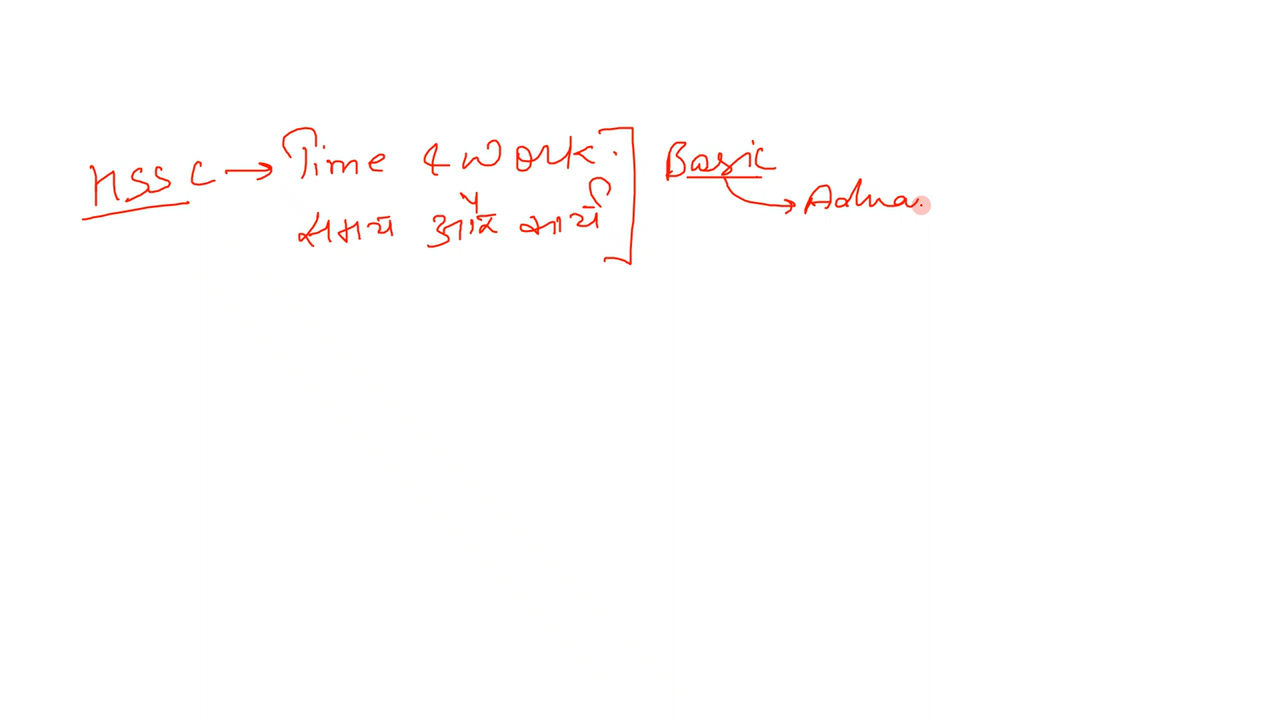 HSSC → Time & Work. Basic
समय और कार्य → Adva